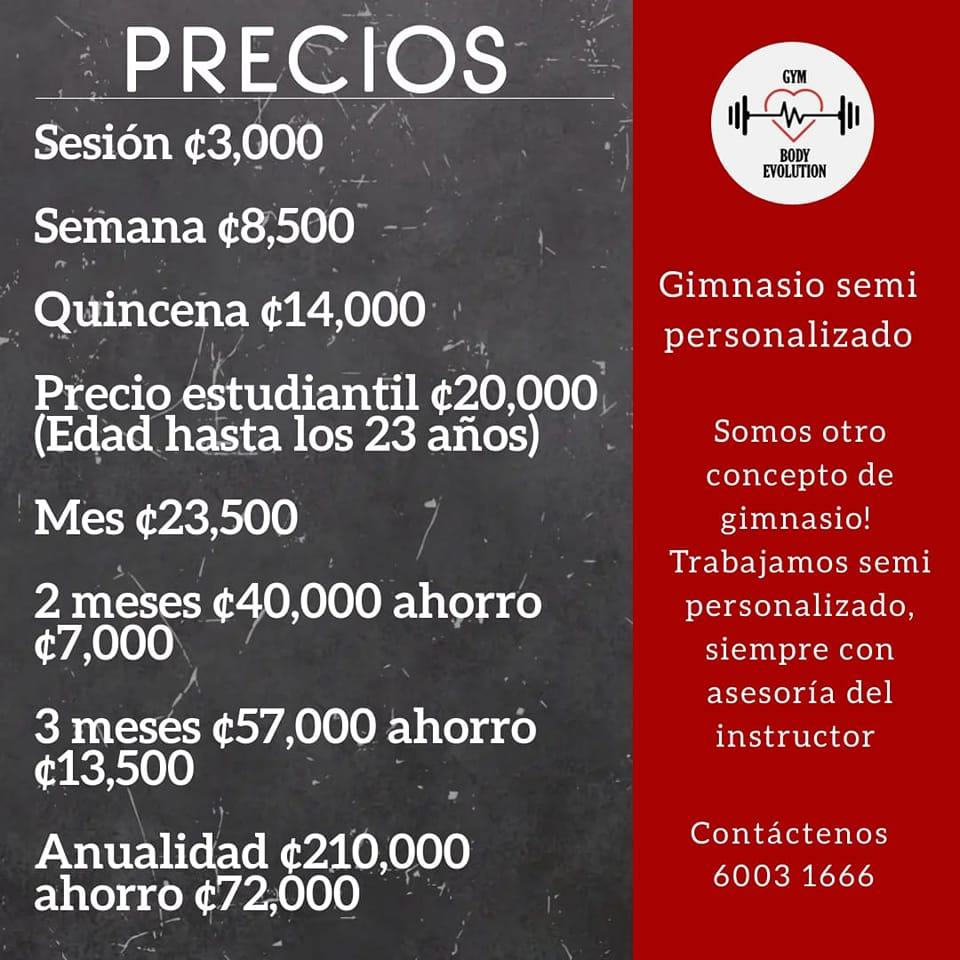 PRECIOS
Sesión ¢3,000
Semana ¢8,500
Quincena ¢14,000
Precio estudiantil ¢20,000
(Edad hasta los 23 años)
Mes ¢23,500
2 meses ¢40,000 ahorro
¢7,000
3 meses ¢57,000 ahorro
¢13,500
Anualidad ¢210,000
ahorro ¢72,000
GYM
BODY
EVOLUTION
Gimnasio semi
personalizado
Somos otro
concepto de
gimnasio!
Trabajamos semi
personalizado,
siempre con
asesoría del
instructor
Contáctenos
6003 1666